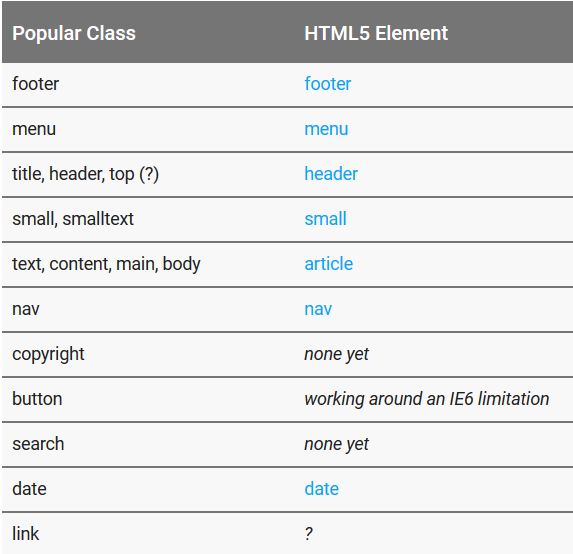 Popular Class HTML5 Element
footer footer
menu menu
title, header, top (?) header
small, smalltext small
text, content, main, body article
nav nav
copyright none yet
button working around an IE6 limitation
search none yet
date date
link ?